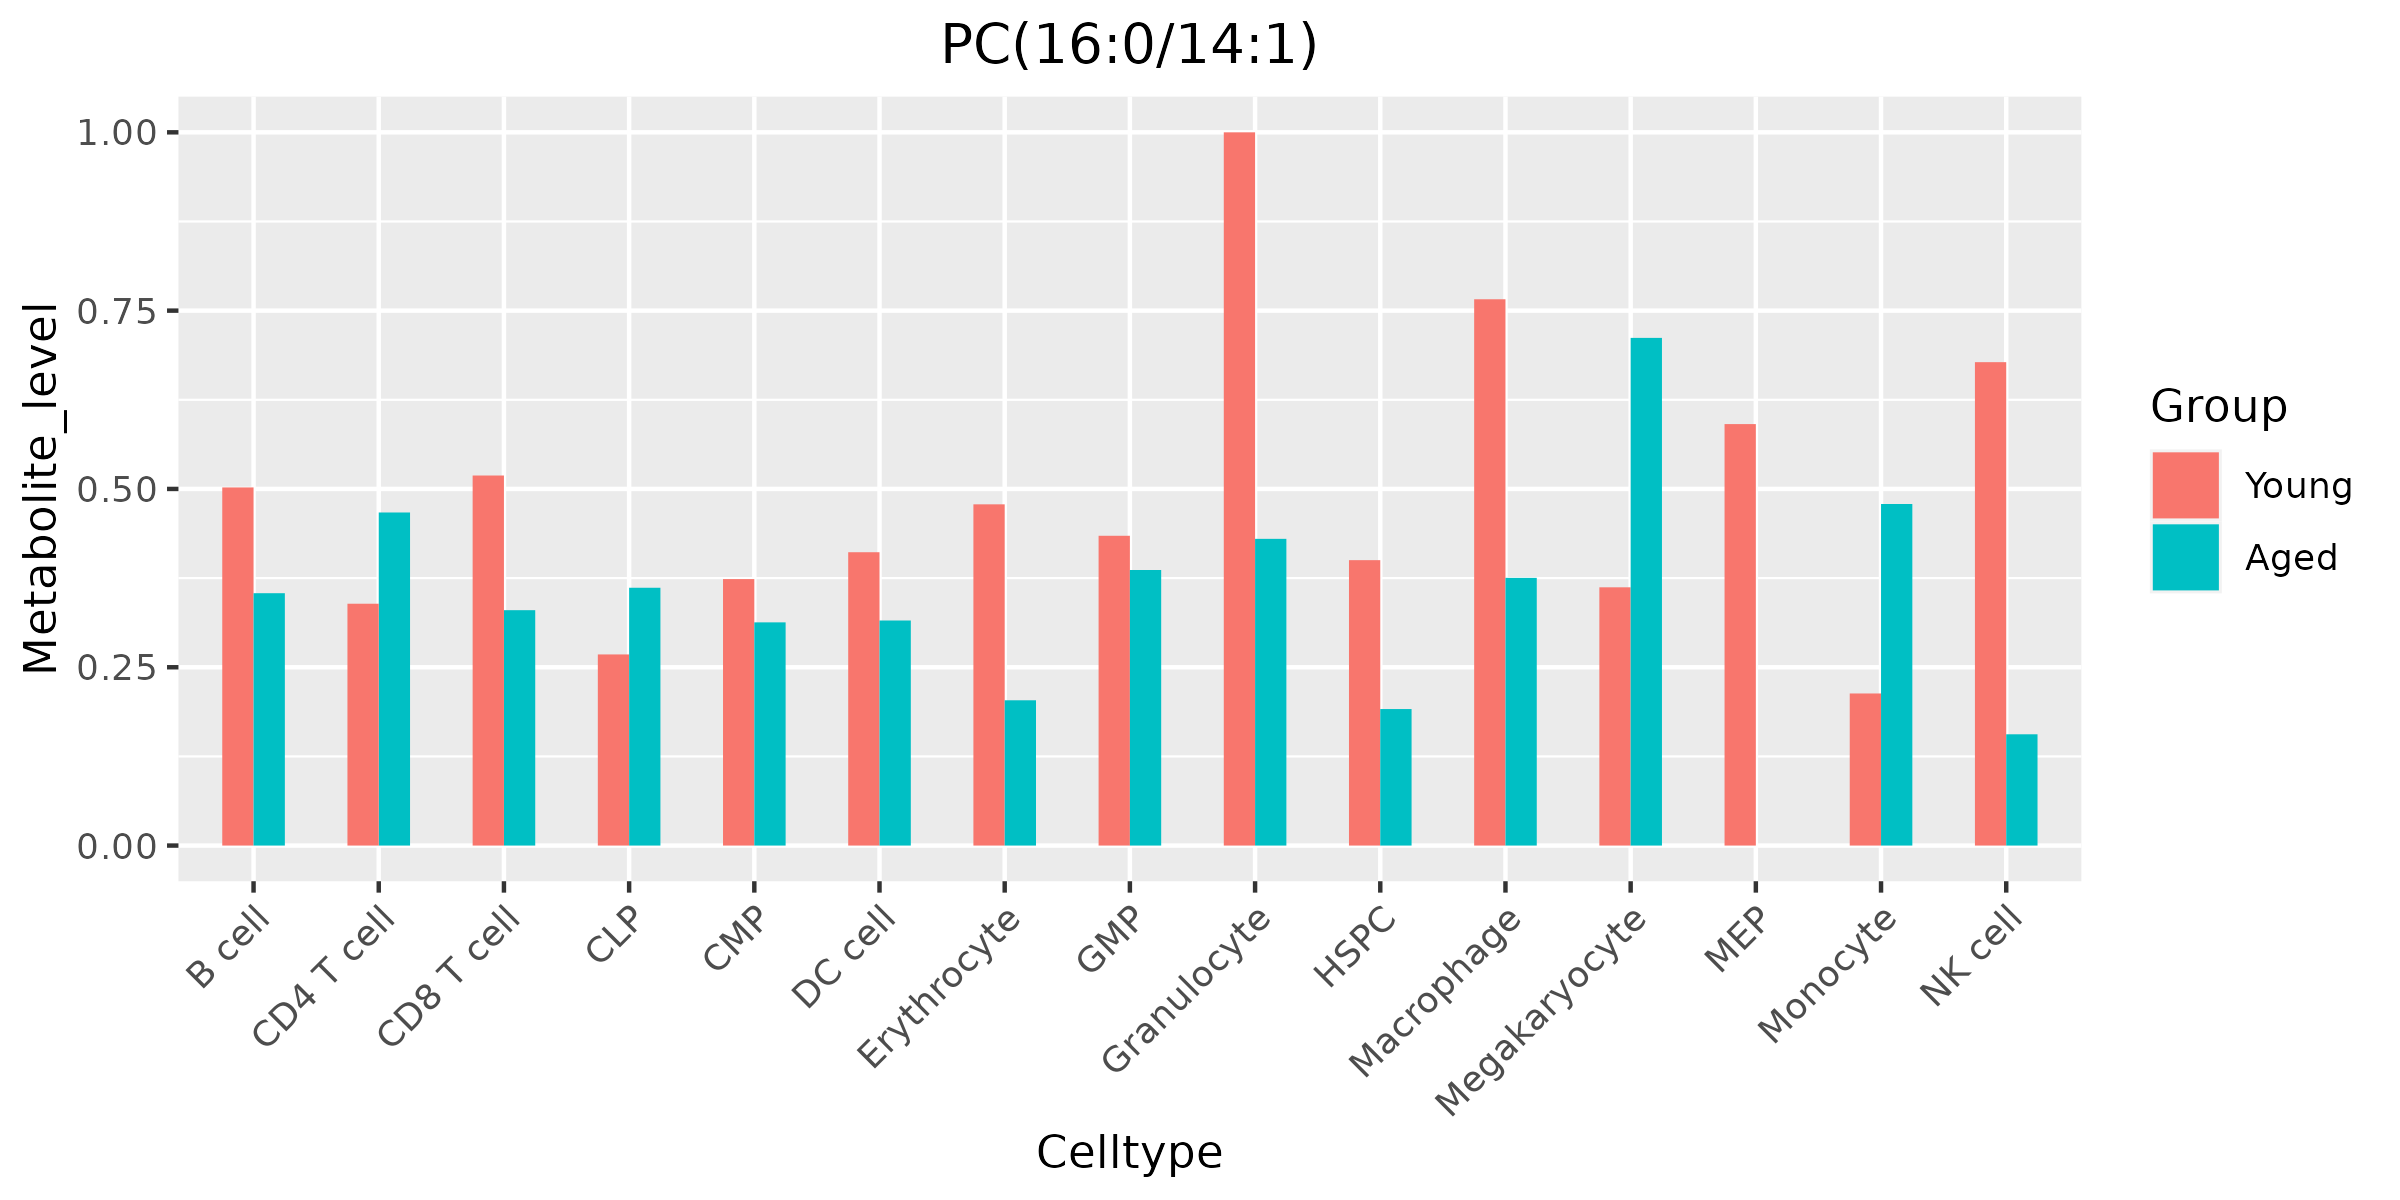 PC(16:0/14:1)
Metabolite_level
1.00
0.75
0.50
0.25
0.00
B cell
CD4 T cell
CD8 T cell
CLP
CMP
DC cell
Erythrocyte
GMP
Granulocyte
HSPC
Macrophage
Megakaryocyte
MEP
Monocyte
NK cell
Celltype
Group
Young
Aged